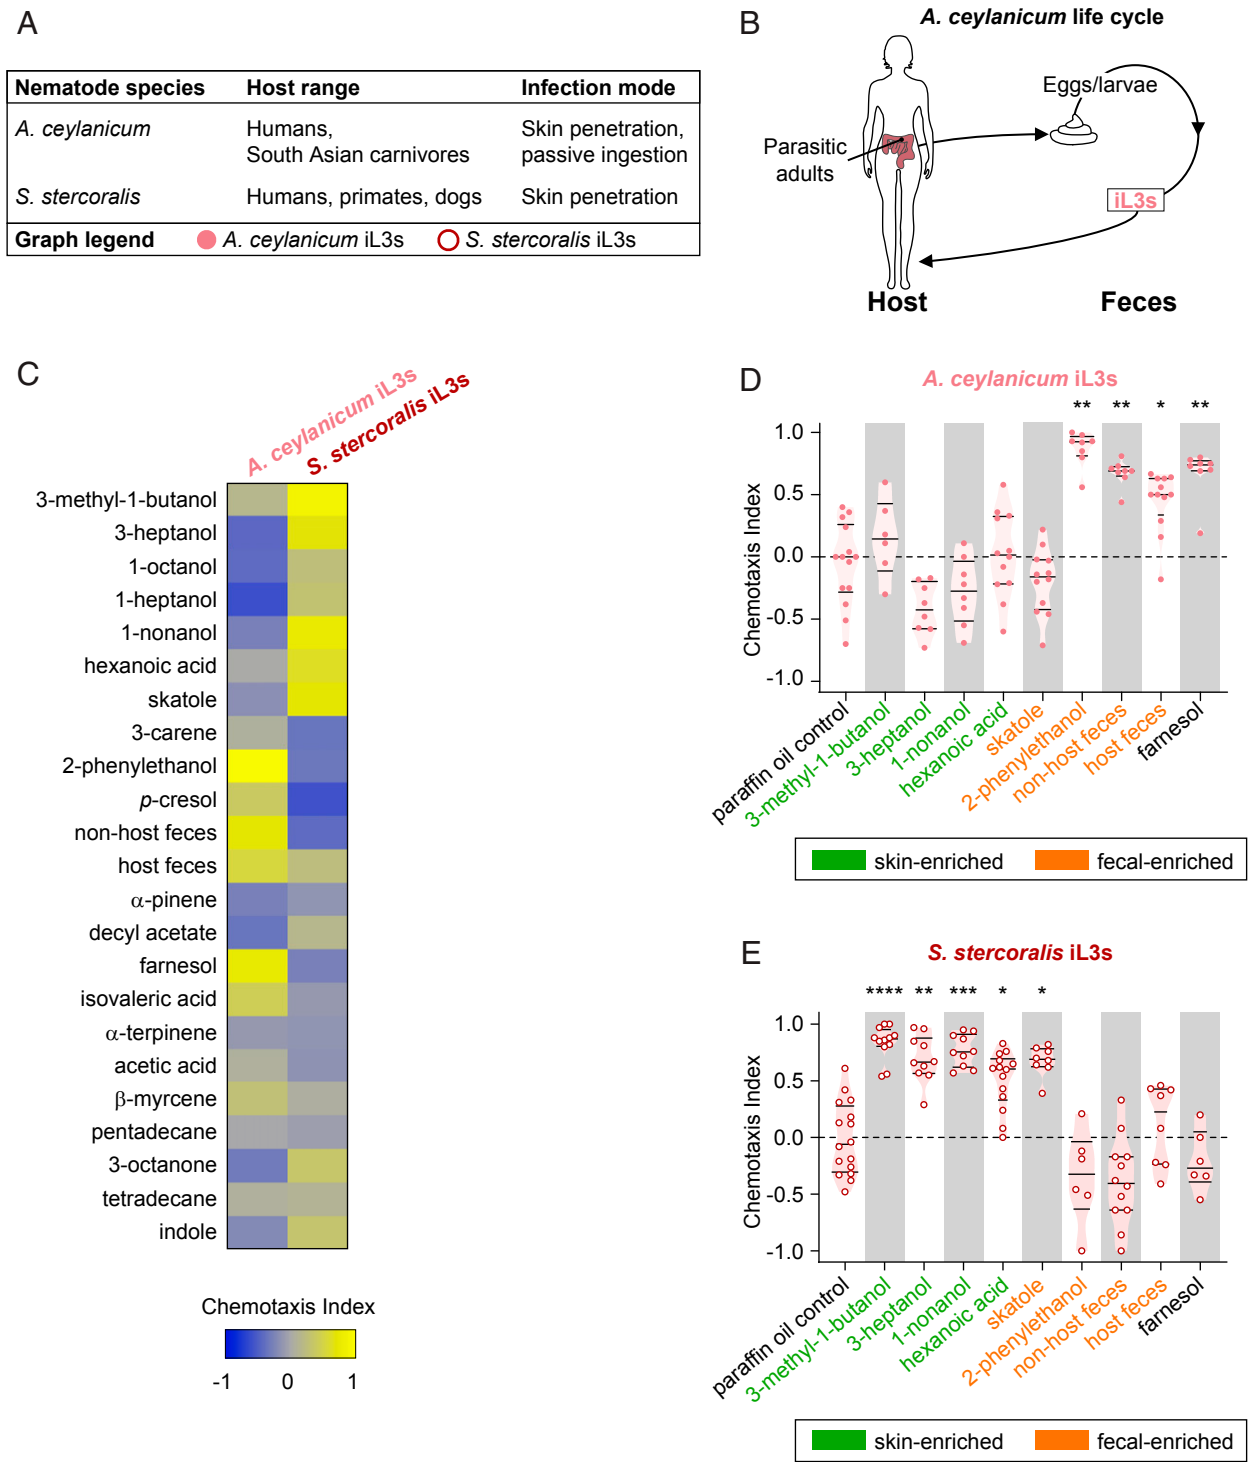 A
Nematode species Host range Infection mode
A. ceylanicum Humans, Skin penetration,
South Asian carnivores passive ingestion
S. stercoralis Humans, primates, dogs Skin penetration
Graph legend A. ceylanicum iL3s S. stercoralis iL3s
B
A. ceylanicum life cycle
Eggs/larvae
Parasitic
adults
iL3s
Host Feces
C
A. ceylanicum iL3s
S. stercoralis iL3s
3-methyl-1-butanol
3-heptanol
1-octanol
1-heptanol
1-nonanol
hexanoic acid
skatole
3-carene
2-phenylethanol
p-cresol
non-host feces
host feces
α-pinene
decyl acetate
farnesol
isovaleric acid
α-terpinene
acetic acid
β-myrcene
pentadecane
3-octanone
tetradecane
indole
Chemotaxis Index
-1 0 1
D
A. ceylanicum iL3s
** ** * **
Chemotaxis Index
1.0
0.5
0.0
-0.5
-1.0
paraffin oil control
3-methyl-1-butanol
3-heptanol
1-nonanol
hexanoic acid
skatole
2-phenylethanol
non-host feces
host feces
farnesol
skin-enriched fecal-enriched
E
S. stercoralis iL3s
**** ** *** * *
Chemotaxis Index
1.0
0.5
0.0
-0.5
-1.0
paraffin oil control
3-methyl-1-butanol
3-heptanol
1-nonanol
hexanoic acid
skatole
2-phenylethanol
non-host feces
host feces
farnesol
skin-enriched fecal-enriched